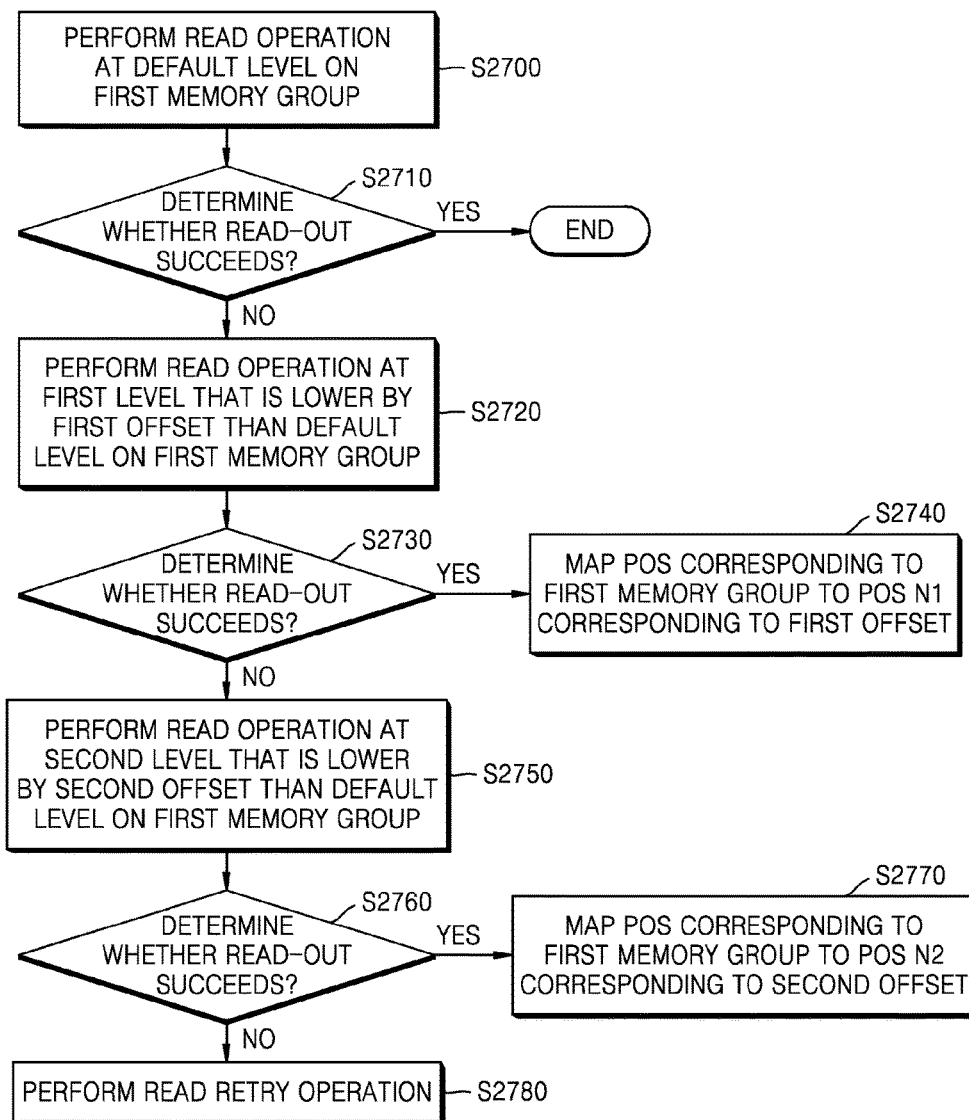 PERFORM READ OPERATION
AT DEFAULT LEVEL ON
FIRST MEMORY GROUP
S2700
S2710
DETERMINE
WHETHER READ-OUT
SUCCEEDS?
YES
END
NO
PERFORM READ OPERATION AT
FIRST LEVEL THAT IS LOWER BY
FIRST OFFSET THAN DEFAULT
LEVEL ON FIRST MEMORY GROUP
S2720
S2730
DETERMINE
WHETHER READ-OUT
SUCCEEDS?
YES
S2740
MAP POS CORRESPONDING TO
FIRST MEMORY GROUP TO POS N1
CORRESPONDING TO FIRST OFFSET
NO
PERFORM READ OPERATION AT
SECOND LEVEL THAT IS LOWER
BY SECOND OFFSET THAN DEFAULT
LEVEL ON FIRST MEMORY GROUP
S2750
S2760
DETERMINE
WHETHER READ-OUT
SUCCEEDS?
YES
S2770
MAP POS CORRESPONDING TO
FIRST MEMORY GROUP TO POS N2
CORRESPONDING TO SECOND OFFSET
NO
PERFORM READ RETRY OPERATION
S2780